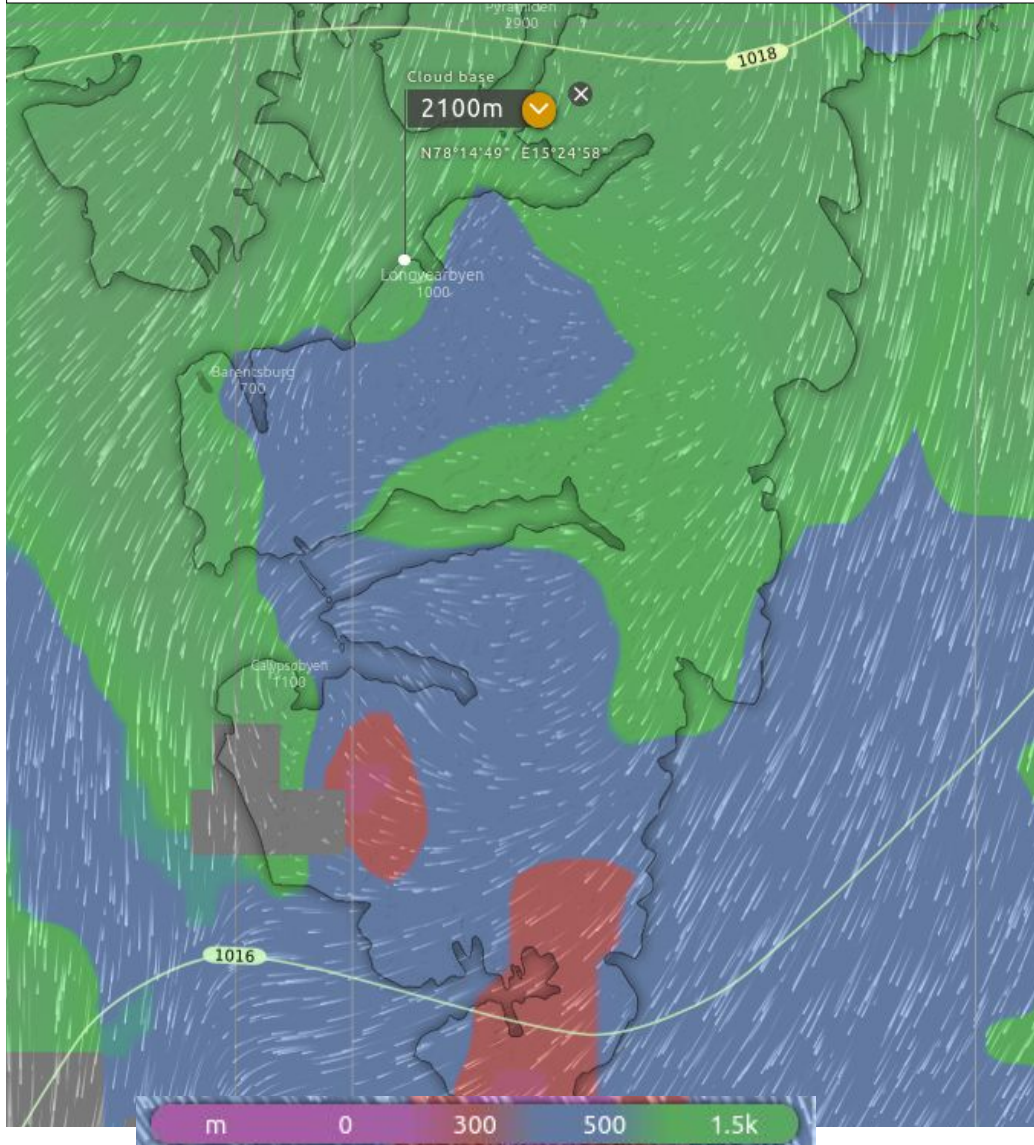 Pyramiden
2900
1018
Cloud base
2100m
N78°14'49", E15°24'58"
Longyearbyen
1000
Barentsburg
700
Calypsobyen
1100
1016
m 0 300 500 1.5k